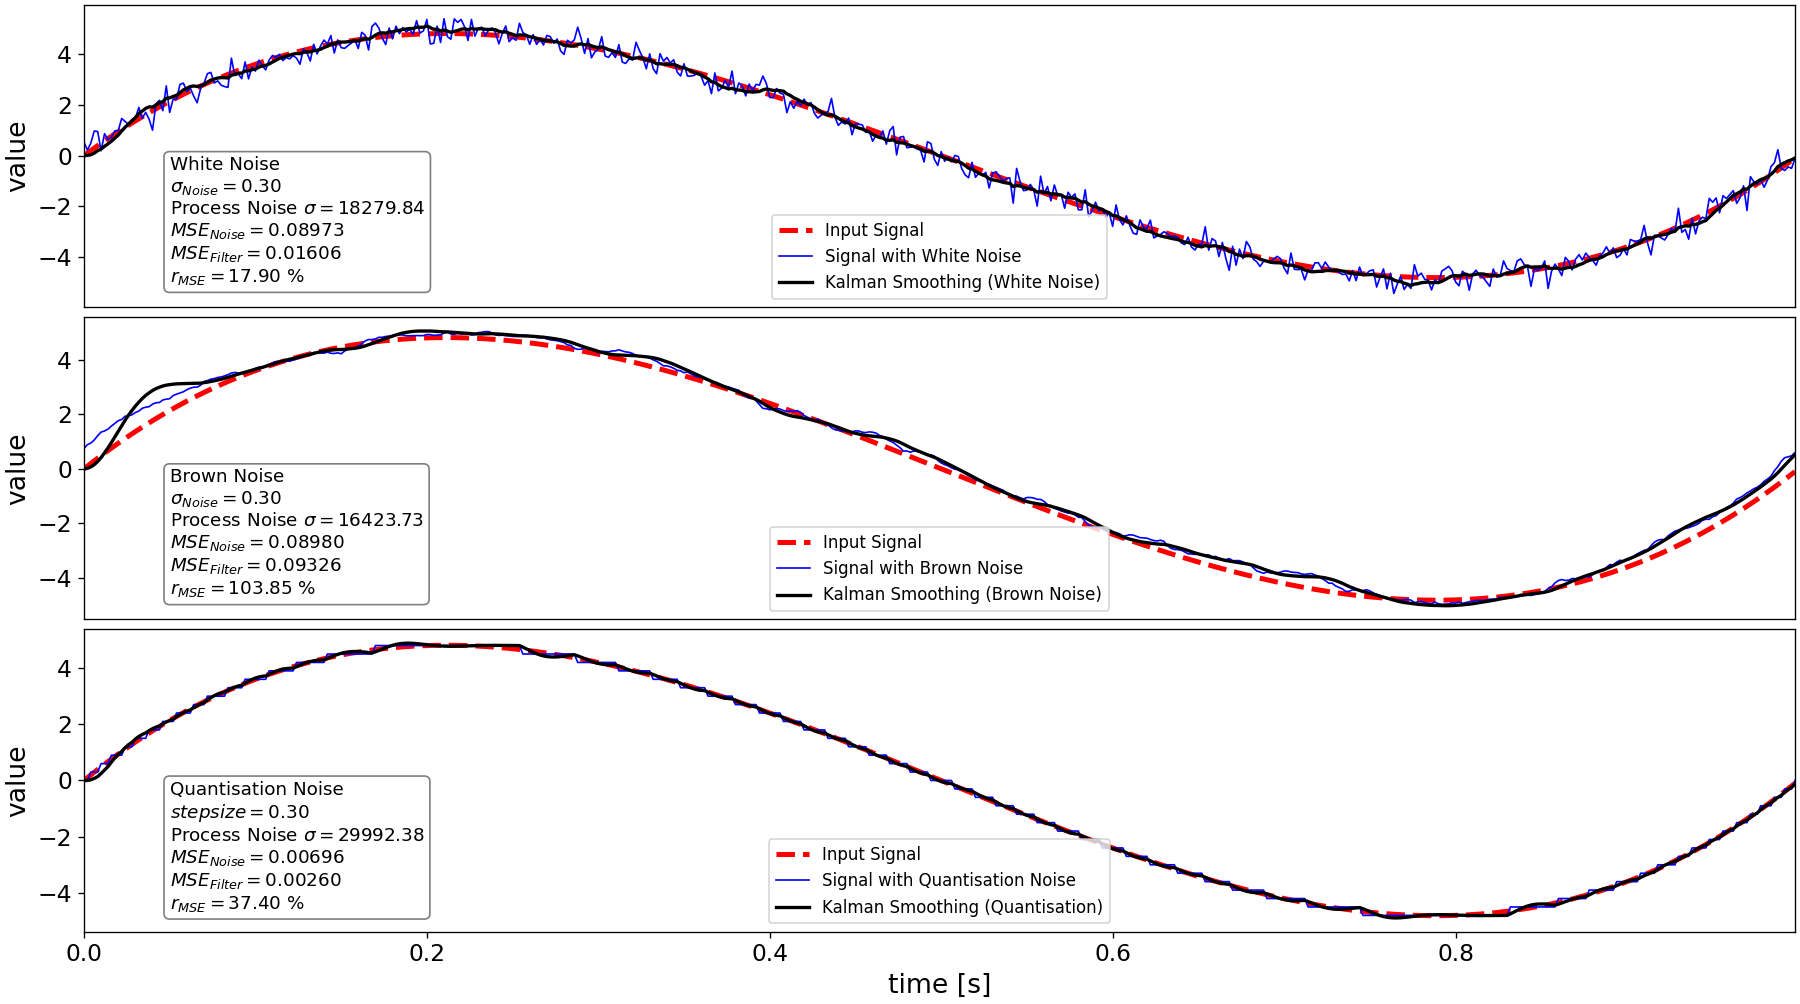 value
4
2
0
−2
−4
White Noise
σNoise = 0.30
Process Noise σ = 18279.84
MSENoise = 0.08973
MSEFilter = 0.01606
rMSE = 17.90 %
Input Signal
Signal with White Noise
Kalman Smoothing (White Noise)
value
4
2
0
−2
−4
Brown Noise
σNoise = 0.30
Process Noise σ = 16423.73
MSENoise = 0.08980
MSEFilter = 0.09326
rMSE = 103.85 %
Input Signal
Signal with Brown Noise
Kalman Smoothing (Brown Noise)
value
4
2
0
−2
−4
Quantisation Noise
stepsize = 0.30
Process Noise σ = 29992.38
MSENoise = 0.00696
MSEFilter = 0.00260
rMSE = 37.40 %
Input Signal
Signal with Quantisation Noise
Kalman Smoothing (Quantisation)
0.0 0.2 0.4 0.6 0.8
time [s]